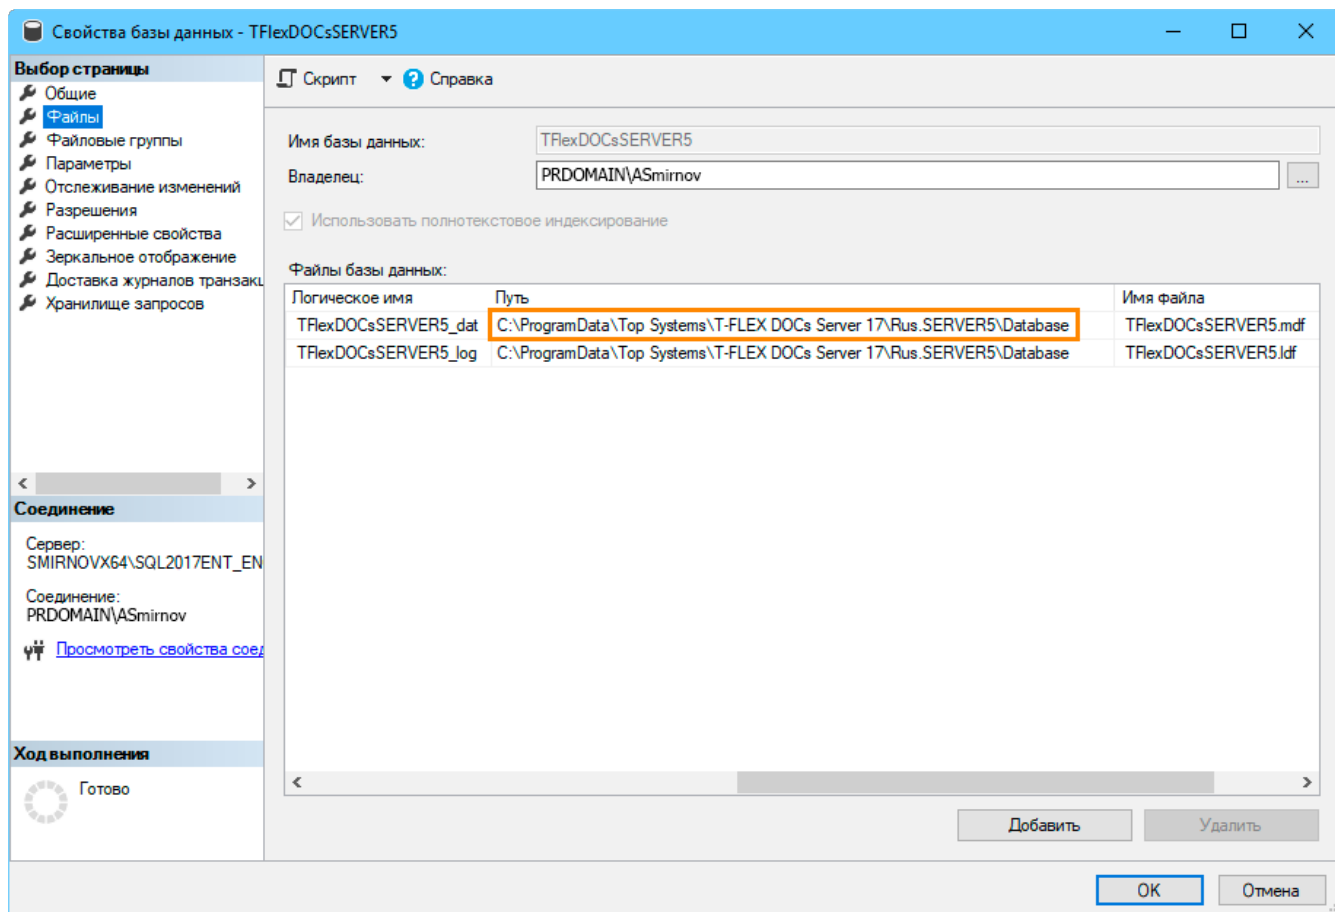 Свойства базы данных - TFlexDOCsSERVER5
Выбор страницы
Общие
Файлы
Файловые группы
Параметры
Отслеживание изменений
Разрешения
Расширенные свойства
Зеркальное отображение
Доставка журналов транзакц
Хранилище запросов
Скрипт Справка
Имя базы данных: TFlexDOCsSERVER5
Владелец: PRDOMAIN\ASmirnov ...
Использовать полнотекстовое индексирование
Файлы базы данных:
Логическое имя Путь Имя файла
TFlexDOCsSERVER5_dat C:\ProgramData\Top Systems\T-FLEX DOCs Server 17\Rus.SERVER5\Database TFlexDOCsSERVER5.mdf
TFlexDOCsSERVER5_log C:\ProgramData\Top Systems\T-FLEX DOCs Server 17\Rus.SERVER5\Database TFlexDOCsSERVER5.ldf
Соединение
Сервер:
SMIRNOVX64\SQL2017ENT_EN
Соединение:
PRDOMAIN\ASmirnov
Просмотреть свойства соед
Ход выполнения
Готово
Добавить Удалить
OK Отмена